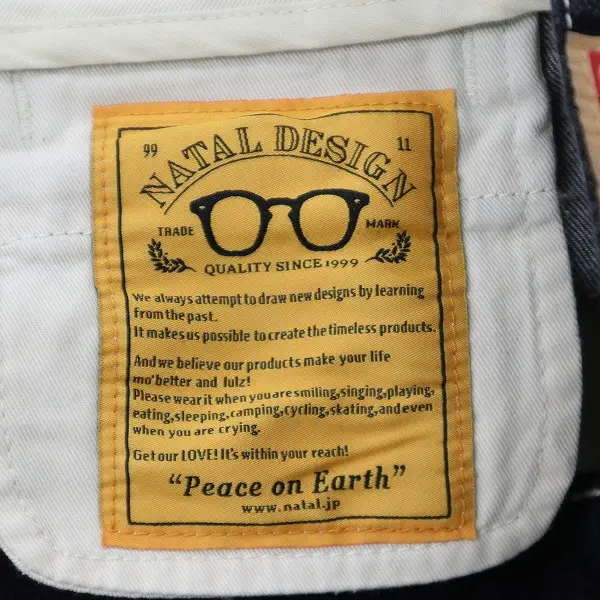 99 11
NATAL DESIGN
TRADE MARK
QUALITY SINCE 1999
We always attempt to draw new designs by learning
from the past.
It makes us possible to create the timeless products.
And we believe our products make your life
mo'better and lulz!
Please wear it when you are smiling,singing,playing,
eating,sleeping,camping,cycling,skating,and even
when you are crying.
Get our LOVE! It's within your reach!
"Peace on Earth"
www.natal.jp